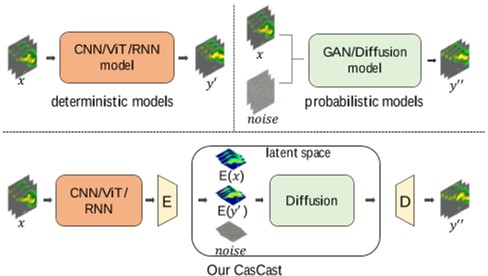 CNN/ViT/RNN
model
x
y′
deterministic models
x
noise
GAN/Diffusion
model
y′′
probabilistic models
x
CNN/ViT/
RNN
E
latent space
E(x)
E(y′)
noise
Diffusion
D
y′′
Our CasCast